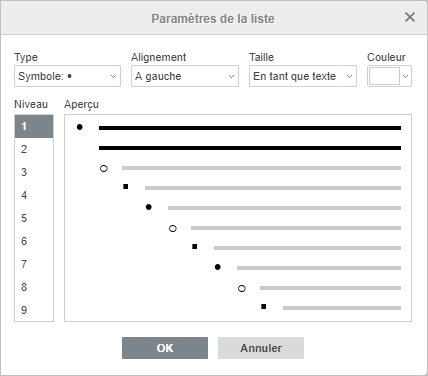 Paramètres de la liste
Type Alignement Taille Couleur
Symbole: • A gauche En tant que texte
Niveau Aperçu
1
2
3
4
5
6
7
8
9
OK Annuler